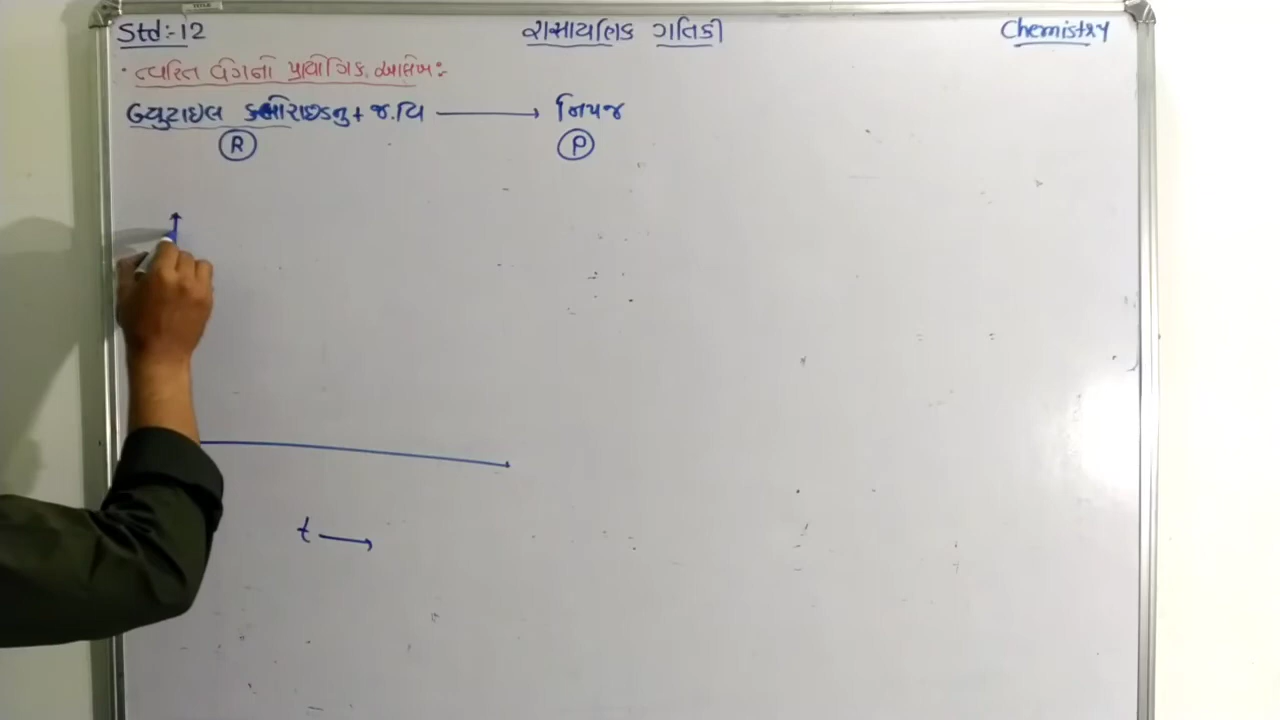 Std:-12 રાસાયણિક ગતિકી Chemistry
· ત્વરિત વેગનો પ્રાયોગિક આલેખ:-
બ્યુટાઇલ ક્લોરાઇડનુ + જ.વિ ⟶ નિપજ
R P
t ⟶